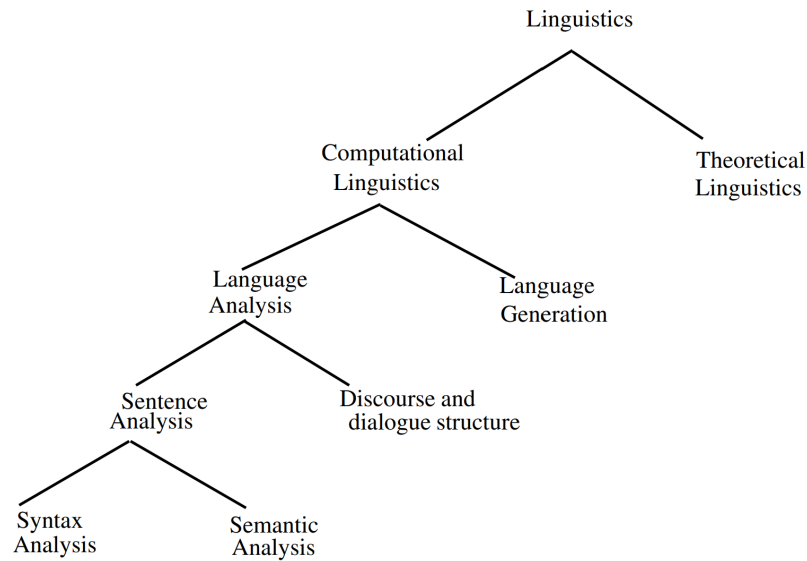 Linguistics
Computational
Linguistics
Theoretical
Linguistics
Language
Analysis
Language
Generation
Sentence
Analysis
Discourse and
dialogue structure
Syntax
Analysis
Semantic
Analysis